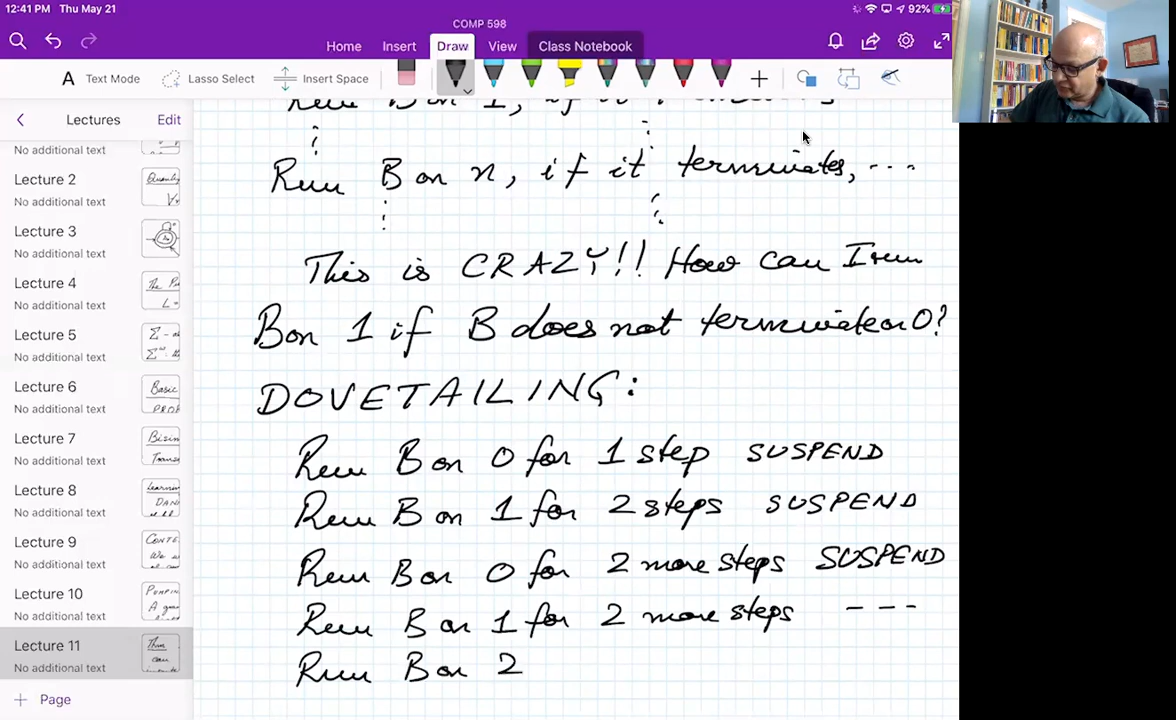 12:41 PM Thu May 21
92%
COMP 598
Home Insert Draw View Class Notebook
Text Mode
Lasso Select
Insert Space
Lectures
Edit
No additional text
Lecture 2
No additional text
Lecture 3
No additional text
Lecture 4
No additional text
Lecture 5
No additional text
Lecture 6
No additional text
Lecture 7
No additional text
Lecture 8
No additional text
Lecture 9
No additional text
Lecture 10
No additional text
Lecture 11
No additional text
Page
Run B on 1, if it
Run B on n, if it terminates, ---
This is CRAZY!! How can I run
B on 1 if B does not terminate on 0?
DOVETAILING:
Run B on 0 for 1 step SUSPEND
Run B on 1 for 2 steps SUSPEND
Run B on 0 for 2 more steps SUSPEND
Run B on 1 for 2 more steps ---
Run B on 2